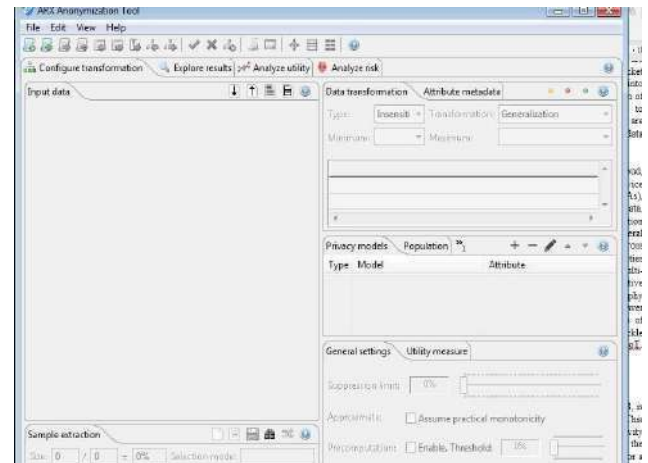 ARX Anonymization Tool
File Edit View Help
Configure transformation Explore results Analyze utility Analyze risk
Input data
Data transformation Attribute metadata
Type: Insensiti Transformation: Generalization
Minimum: Maximum:
Privacy models Population
Type Model Attribute
General settings Utility measure
Suppression limit: 0%
Approximate: Assume practical monotonicity
Sample extraction
Precomputation: Enable. Threshold: 0%
Size: 0 / 0 = 0% Selection mode: